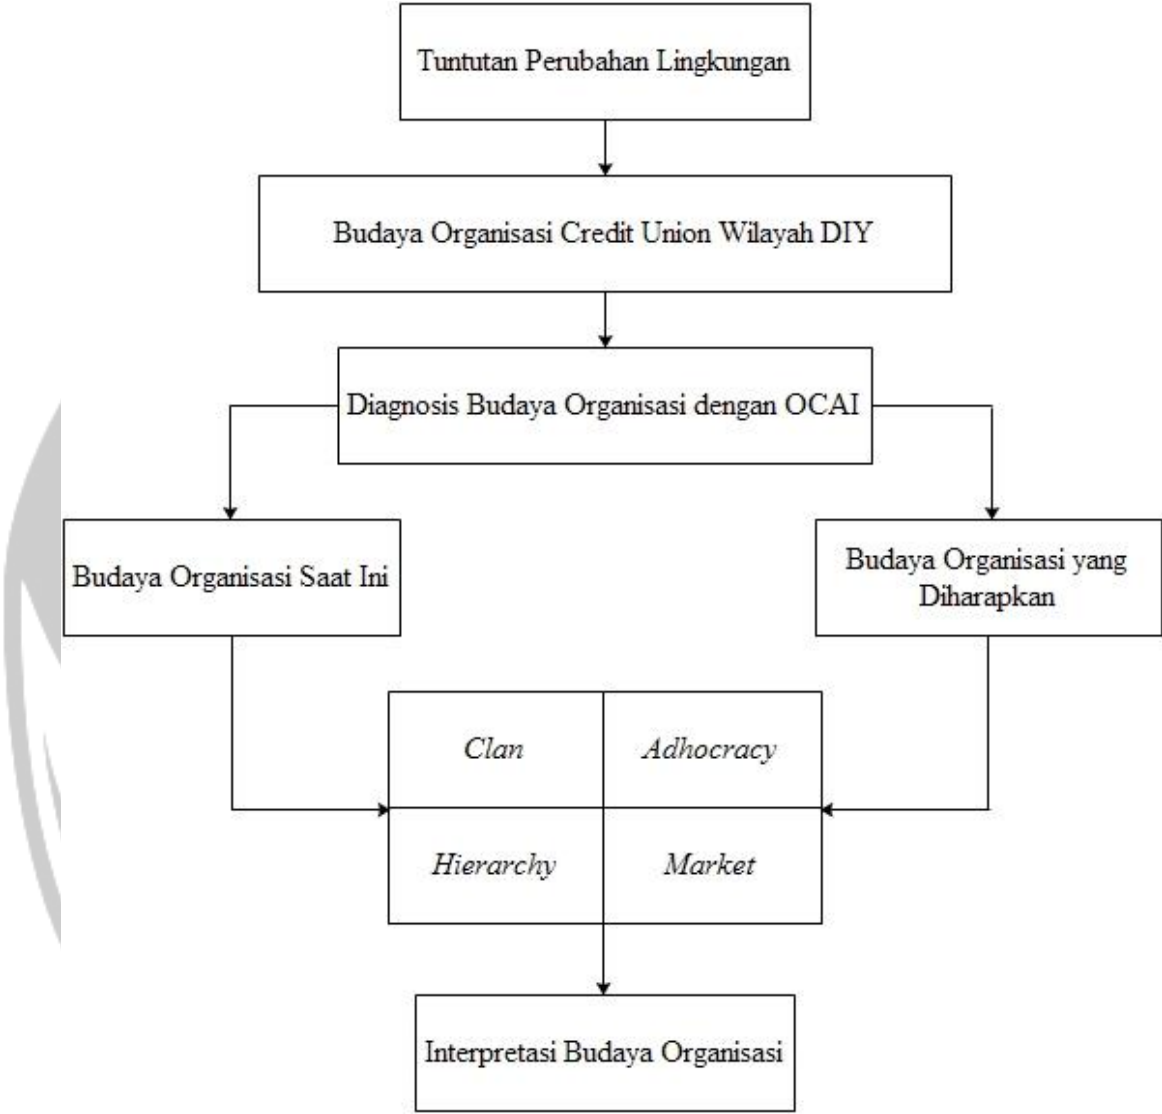 Tuntutan Perubahan Lingkungan
Budaya Organisasi Credit Union Wilayah DIY
Diagnosis Budaya Organisasi dengan OCAI
Budaya Organisasi Saat Ini
Budaya Organisasi yang
Diharapkan
Clan
Adhocracy
Hierarchy
Market
Interpretasi Budaya Organisasi